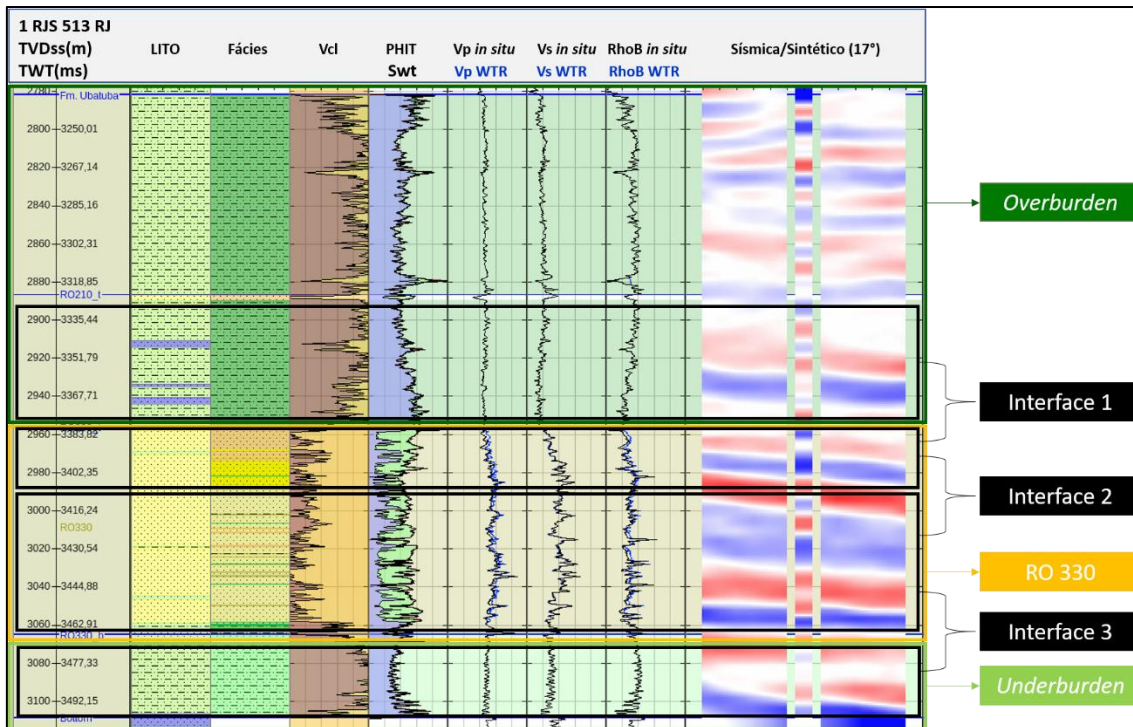 1 RJS 513 RJ
TVDss(m) LITO Fácies Vcl PHIT Vp in situ Vs in situ RhoB in situ Sísmica/Sintético (17°)
TWT(ms) Swt Vp WTR Vs WTR RhoB WTR
2780 Fm. Ubatuba
2800 3250,01
2820 3267,14
2840 3285,16
Overburden
2860 3302,31
2880 3318,85
RO210_t
2900 3335,44
2920 3351,79
2940 3367,71
Interface 1
2960 3383,82
2980 3402,35
Interface 2
3000 3416,24
RO330
3020 3430,54
RO 330
3040 3444,88
3060 3462,91
Interface 3
RO330_b
3080 3477,33
Underburden
3100 3492,15
Bottom